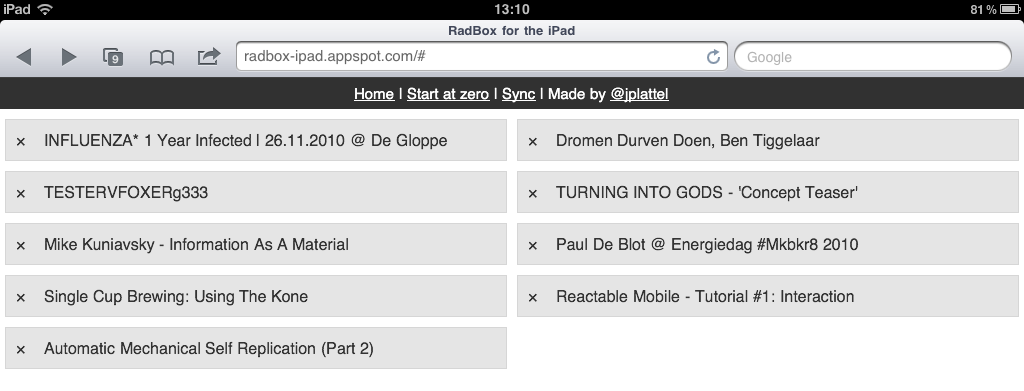 iPad 13:10 81 %
RadBox for the iPad
9 radbox-ipad.appspot.com/# Google
Home | Start at zero | Sync | Made by @jplattel
× INFLUENZA* 1 Year Infected | 26.11.2010 @ De Gloppe
× Dromen Durven Doen, Ben Tiggelaar
× TESTERVFOXERg333
× TURNING INTO GODS - 'Concept Teaser'
× Mike Kuniavsky - Information As A Material
× Paul De Blot @ Energiedag #Mkbkr8 2010
× Single Cup Brewing: Using The Kone
× Reactable Mobile - Tutorial #1: Interaction
× Automatic Mechanical Self Replication (Part 2)